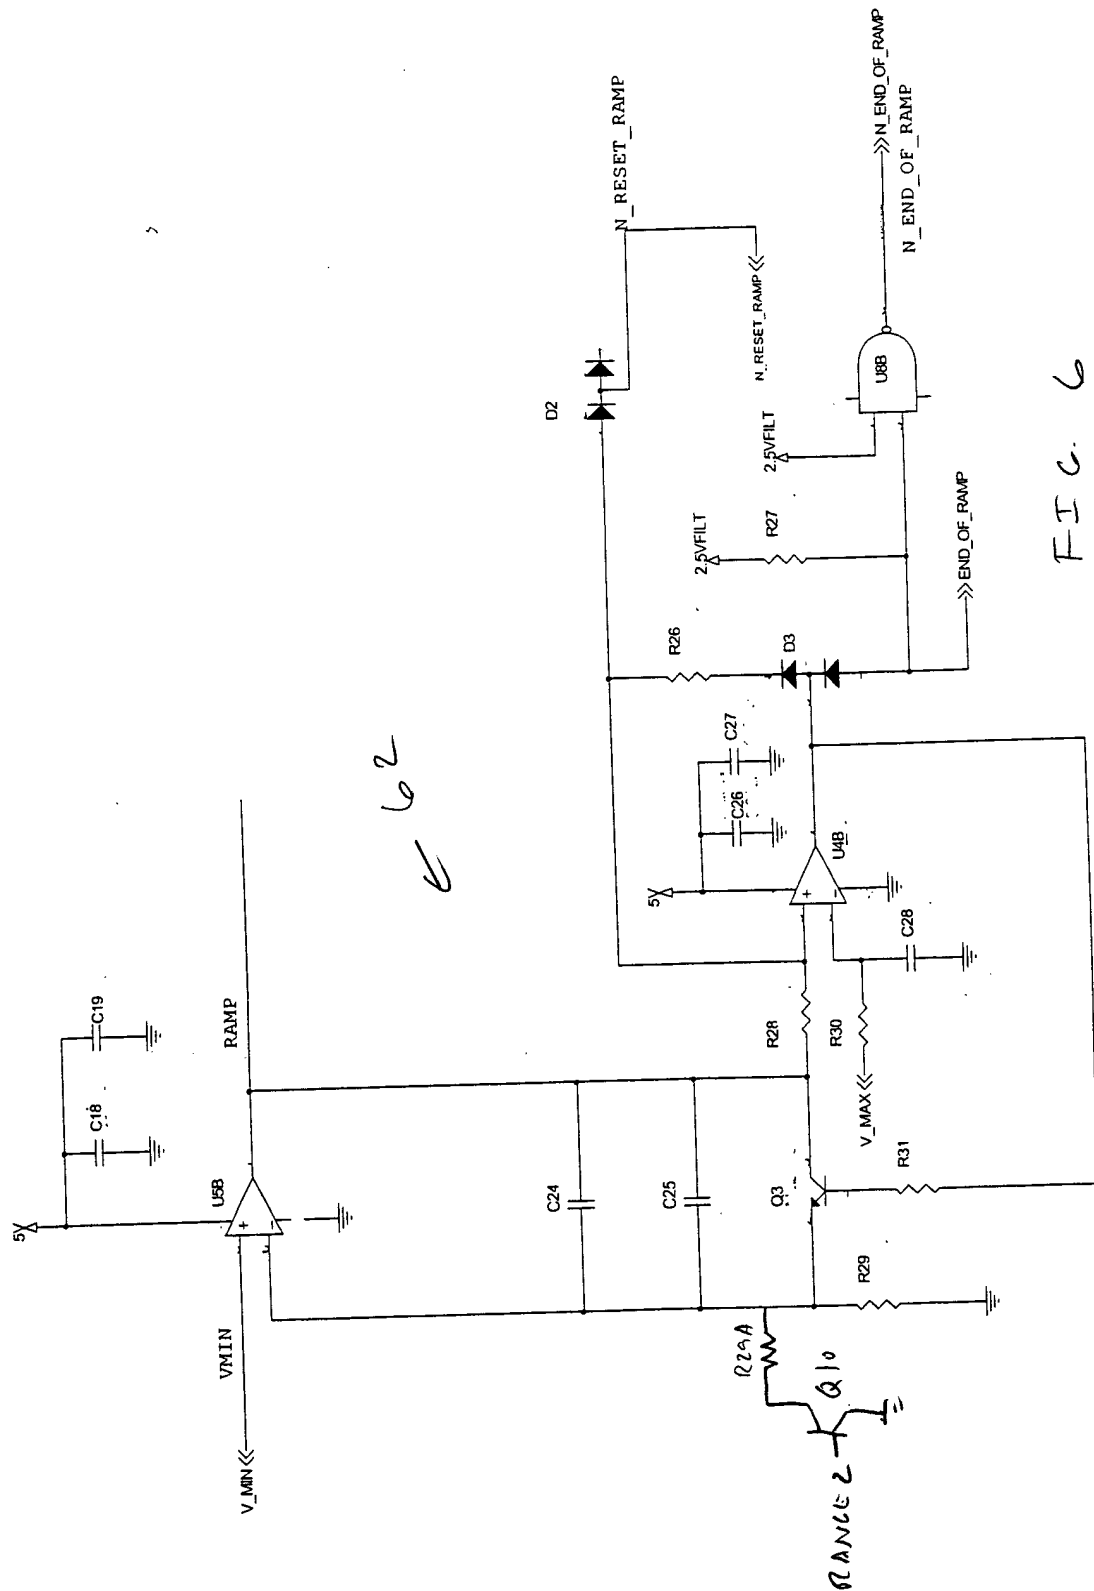 5V
C18
C19
U5B
+
-
V_MIN
VMIN
RAMP
62
C24
C25
Q3
R28
R29
R29A
Q10
RANGE 2
R31
R30
V_MAX
C28
5V
C26
C27
U4B
+
-
R26
D3
D2
N_RESET_RAMP
N_RESET_RAMP
2.5VFILT
R27
2.5VFILT
U8B
N_END_OF_RAMP
N_END_OF_RAMP
END_OF_RAMP
FIG. 6